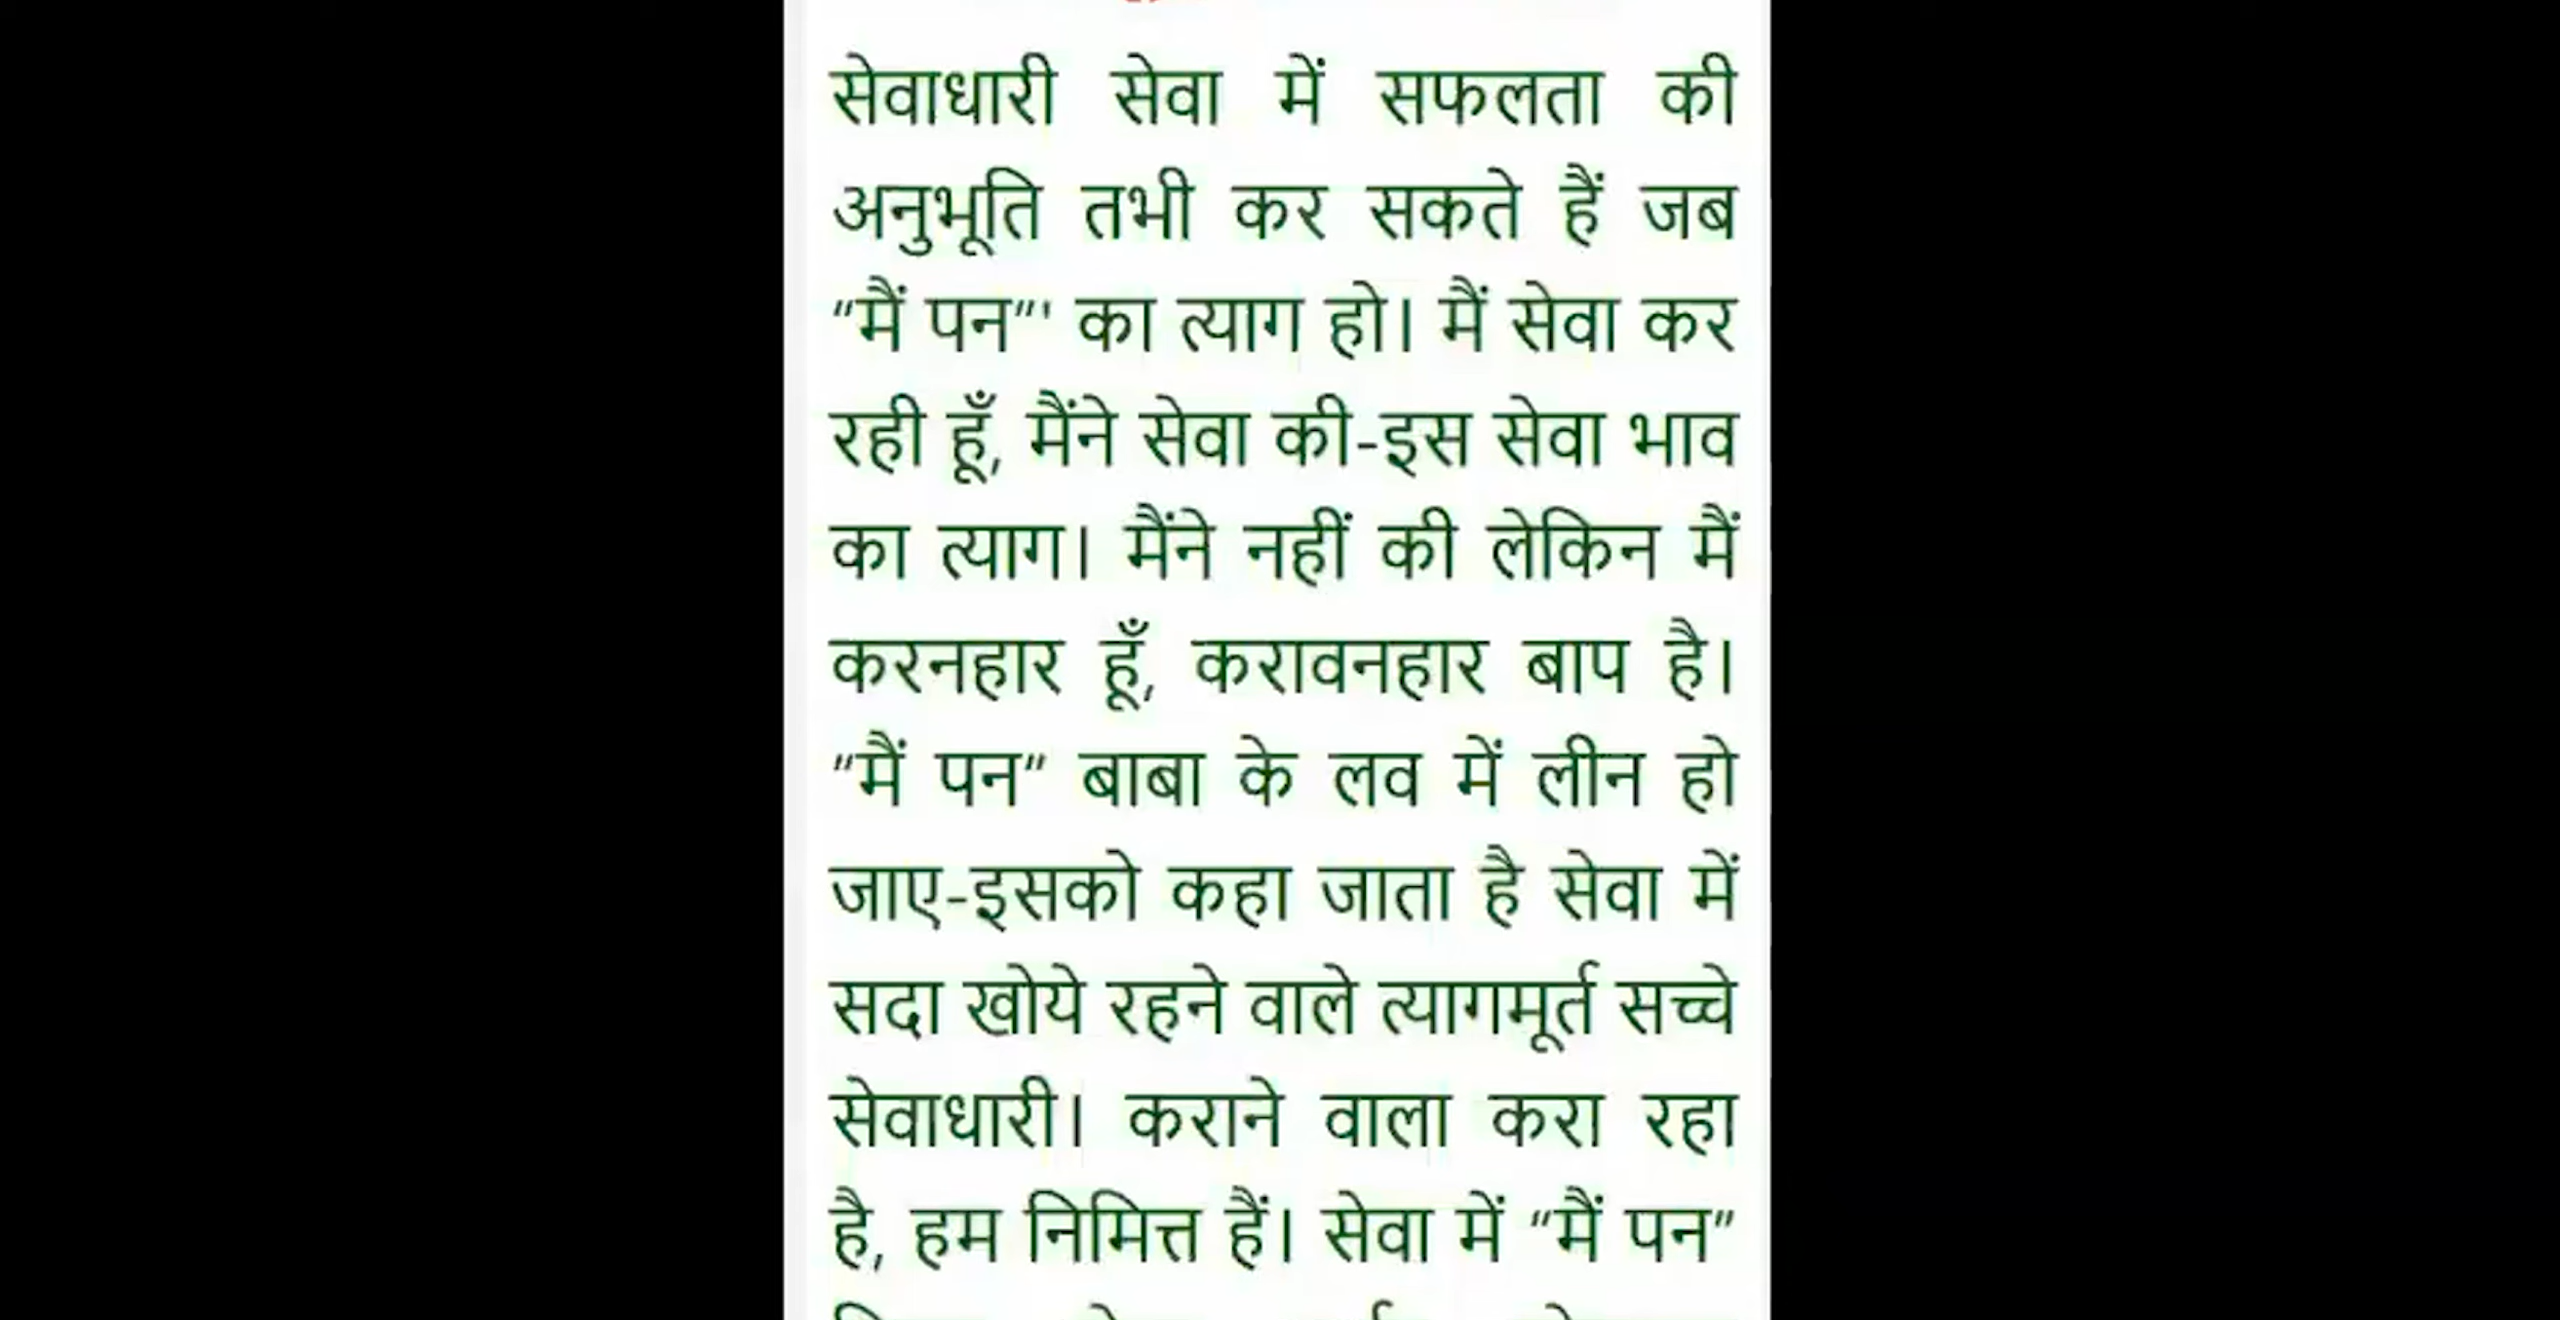 सेवाधारी सेवा में सफलता की
अनुभूति तभी कर सकते हैं जब
“मैं पन”' का त्याग हो। मैं सेवा कर
रही हूँ, मैंने सेवा की-इस सेवा भाव
का त्याग। मैंने नहीं की लेकिन मैं
करनहार हूँ, करावनहार बाप है।
“मैं पन” बाबा के लव में लीन हो
जाए-इसको कहा जाता है सेवा में
सदा खोये रहने वाले त्यागमूर्त सच्चे
सेवाधारी। कराने वाला करा रहा
है, हम निमित्त हैं। सेवा में “मैं पन”